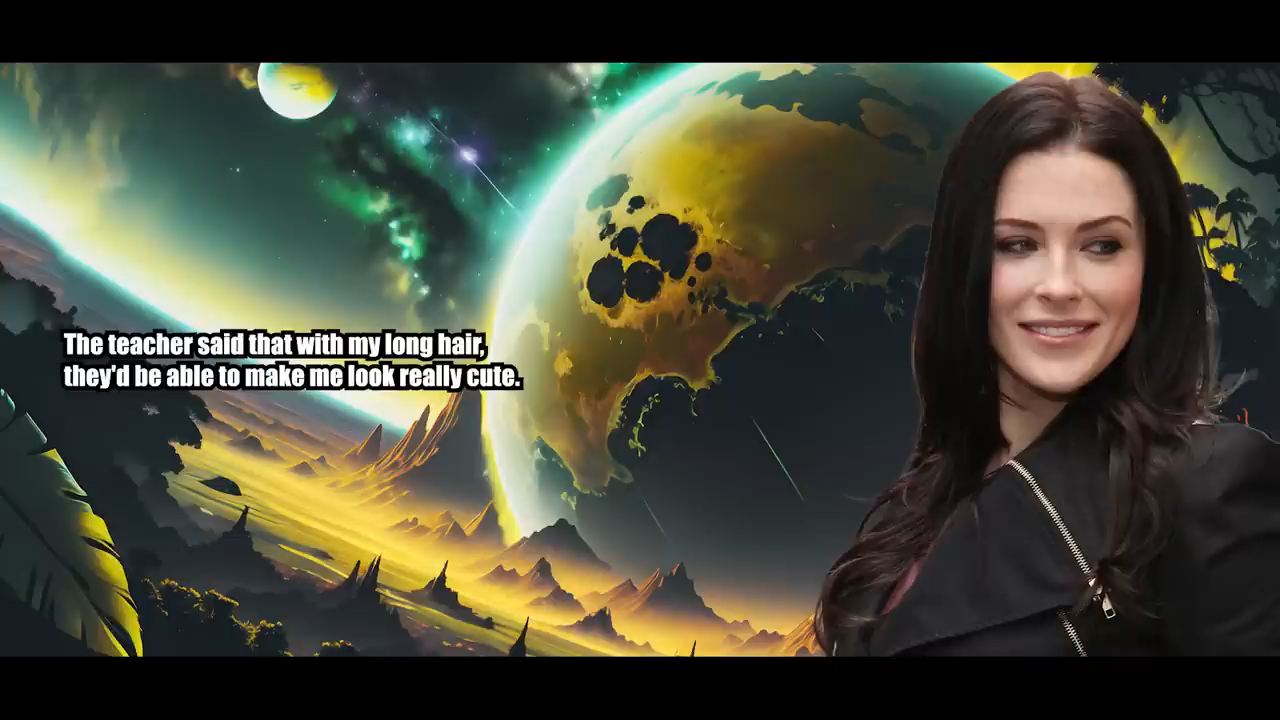 The teacher said that with my long hair,
they'd be able to make me look really cute.